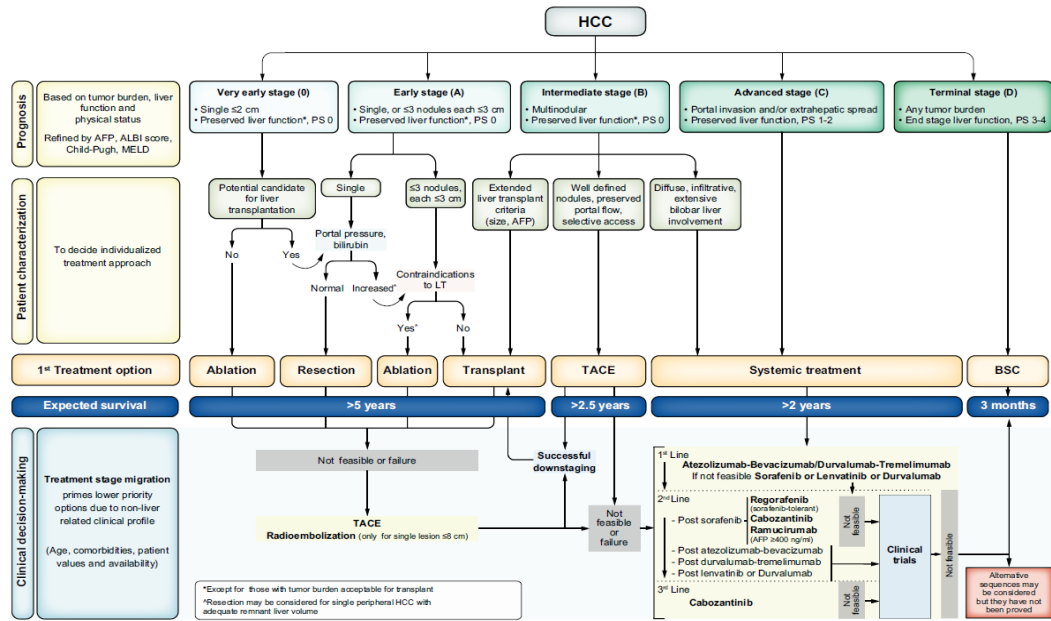 HCC
Prognosis
Based on tumor burden, liver
function and
physical status
Refined by AFP, ALBI score,
Child-Pugh, MELD
Very early stage (0)
• Single ≤2 cm
• Preserved liver function*, PS 0
Early stage (A)
• Single, or ≤3 nodules each ≤3 cm
• Preserved liver function*, PS 0
Intermediate stage (B)
• Multinodular
• Preserved liver function*, PS 0
Advanced stage (C)
• Portal invasion and/or extrahepatic spread
• Preserved liver function, PS 1-2
Terminal stage (D)
• Any tumor burden
• End stage liver function, PS 3-4
Patient characterization
To decide individualized
treatment approach
Potential candidate
for liver
transplantation
Single
≤3 nodules,
each ≤3 cm
Extended
liver transplant
criteria
(size, AFP)
Well defined
nodules, preserved
portal flow,
selective access
Diffuse, infiltrative,
extensive
bilobar liver
involvement
No
Yes
Portal pressure,
bilirubin
Normal
Increased^
Contraindications
to LT
Yes^
No
1st Treatment option
Ablation
Resection
Ablation
Transplant
TACE
Systemic treatment
BSC
Expected survival
>5 years
>2.5 years
>2 years
3 months
Clinical decision-making
Treatment stage migration
primes lower priority
options due to non-liver
related clinical profile
(Age, comorbidities, patient
values and availability)
Not feasible or failure
Successful
downstaging
TACE
Radioembolization (only for single lesion ≤8 cm)
Not
feasible
or failure
1st Line
Atezolizumab-Bevacizumab/Durvalumab-Tremelimumab
If not feasible Sorafenib or Lenvatinib or Durvalumab
2nd Line
- Post sorafenib
Regorafenib
(sorafenib-tolerant)
Cabozantinib
Ramucirumab
(AFP ≥400 ng/ml)
- Post atezolizumab-bevacizumab
- Post durvalumab-tremelimumab
- Post lenvatinib or Durvalumab
3rd Line
Cabozantinib
Not
feasible
Not
feasible
Clinical
trials
Not feasible
Alternative
sequences may be
considered
but they have not
been proved
*Except for those with tumor burden acceptable for transplant
^Resection may be considered for single peripheral HCC with
adequate remnant liver volume